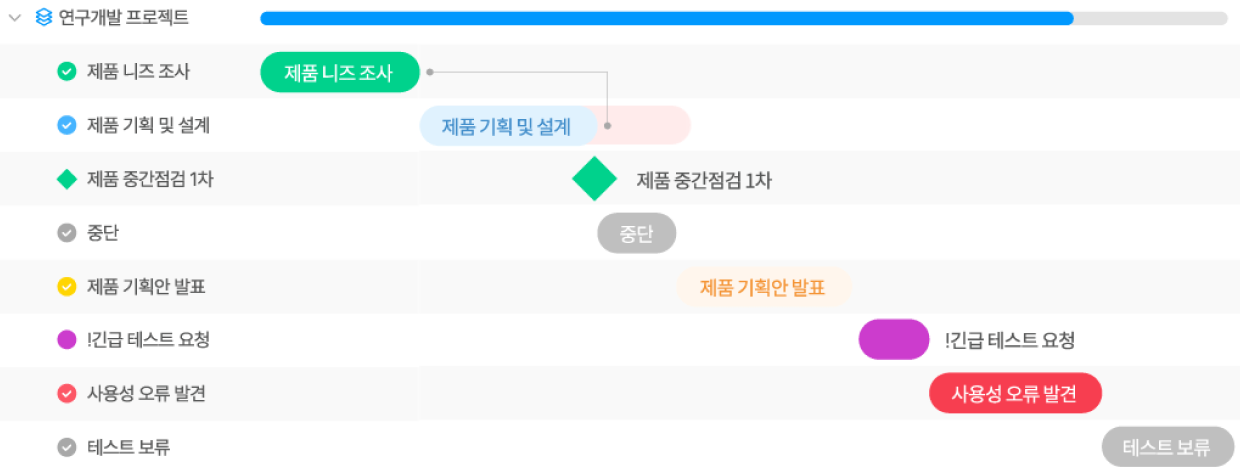 연구개발 프로젝트
제품 니즈 조사 제품 니즈 조사
제품 기획 및 설계 제품 기획 및 설계
제품 중간점검 1차 제품 중간점검 1차
중단 중단
제품 기획안 발표 제품 기획안 발표
!긴급 테스트 요청 !긴급 테스트 요청
사용성 오류 발견 사용성 오류 발견
테스트 보류 테스트 보류